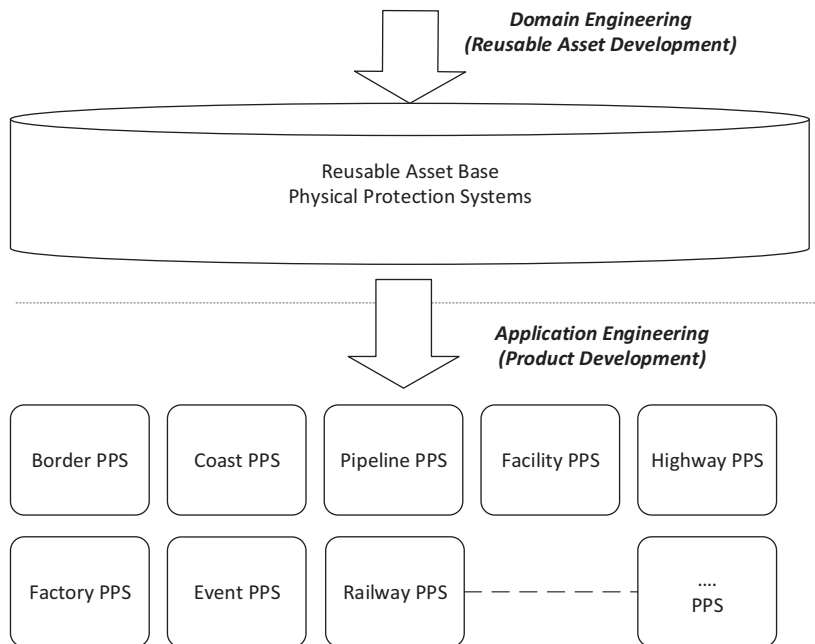 Domain Engineering
(Reusable Asset Development)
Reusable Asset Base
Physical Protection Systems
Application Engineering
(Product Development)
Border PPS
Coast PPS
Pipeline PPS
Facility PPS
Highway PPS
Factory PPS
Event PPS
Railway PPS
....
PPS